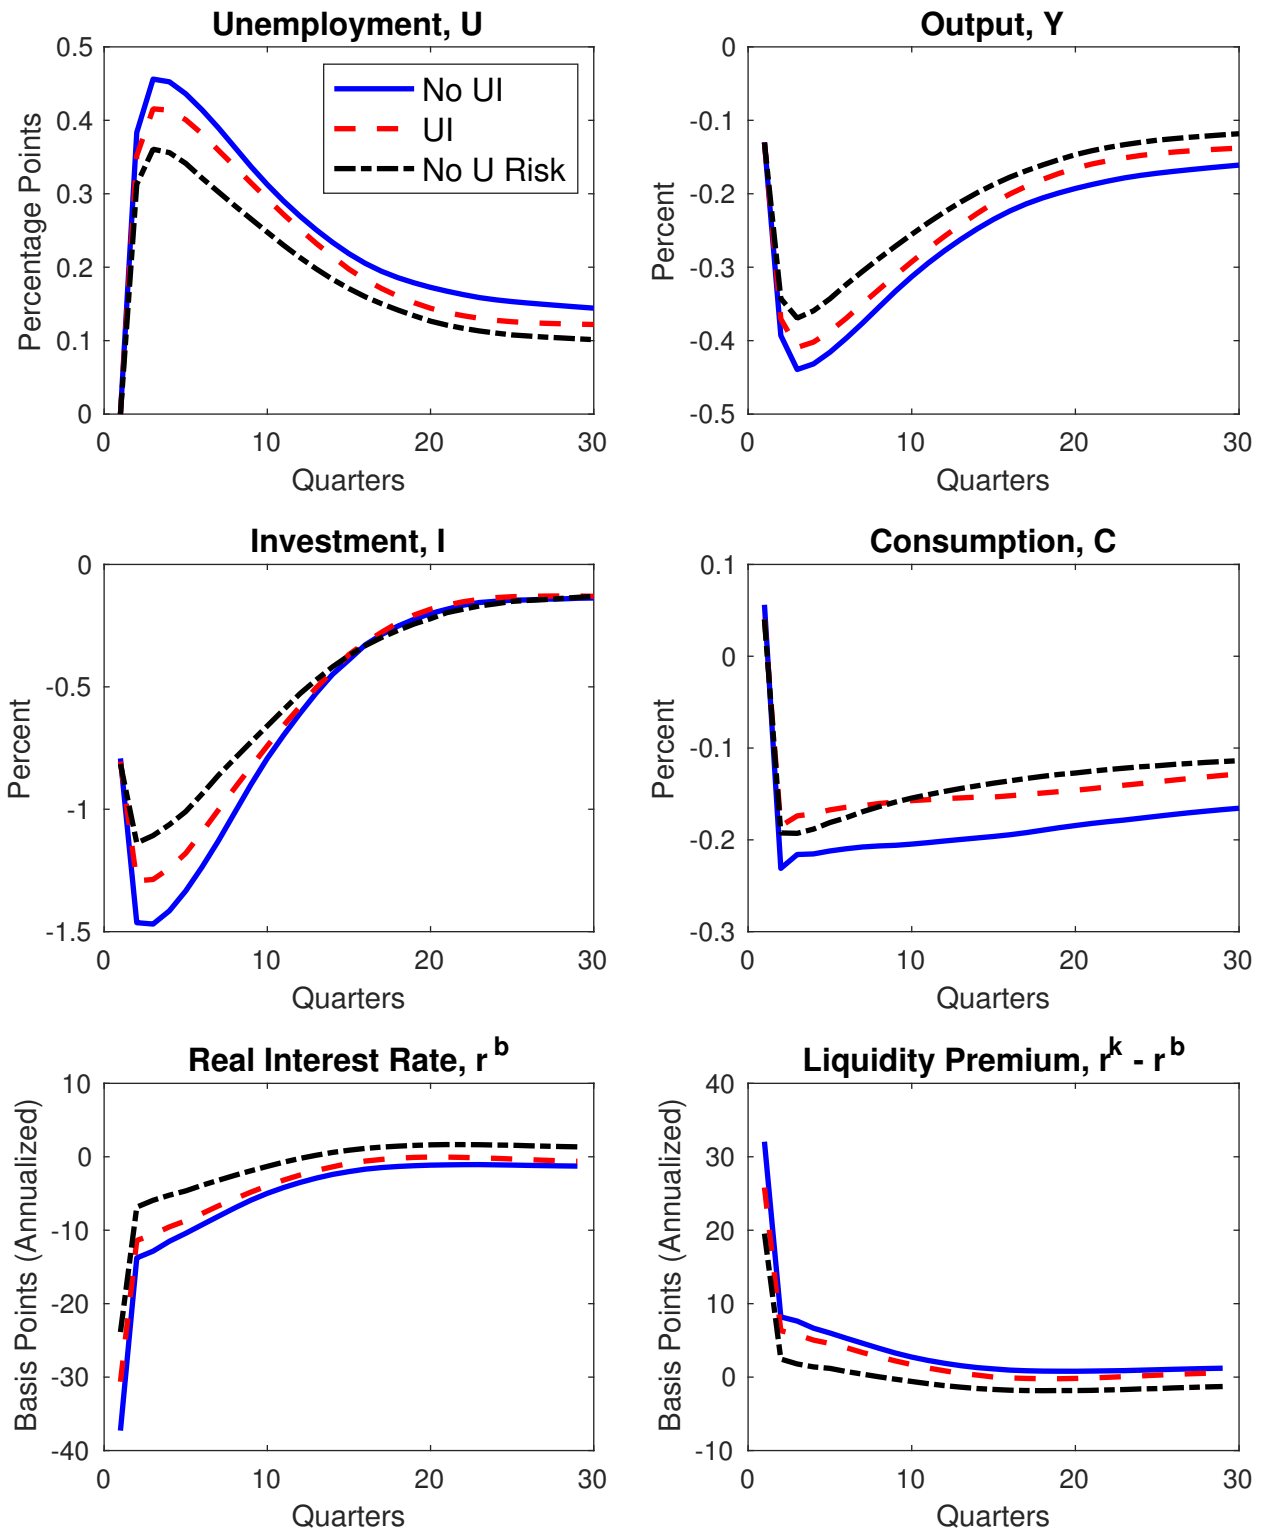 Unemployment, U
0.5
0.4
0.3
0.2
0.1
0
Percentage Points
No UI
UI
No U Risk
0 10 20 30
Quarters
Output, Y
0
-0.1
-0.2
-0.3
-0.4
-0.5
Percent
0 10 20 30
Quarters
Investment, I
0
-0.5
-1
-1.5
Percent
0 10 20 30
Quarters
Consumption, C
0.1
0
-0.1
-0.2
-0.3
Percent
0 10 20 30
Quarters
Real Interest Rate, r^b
10
0
-10
-20
-30
-40
Basis Points (Annualized)
0 10 20 30
Quarters
Liquidity Premium, r^k - r^b
40
30
20
10
0
-10
Basis Points (Annualized)
0 10 20 30
Quarters